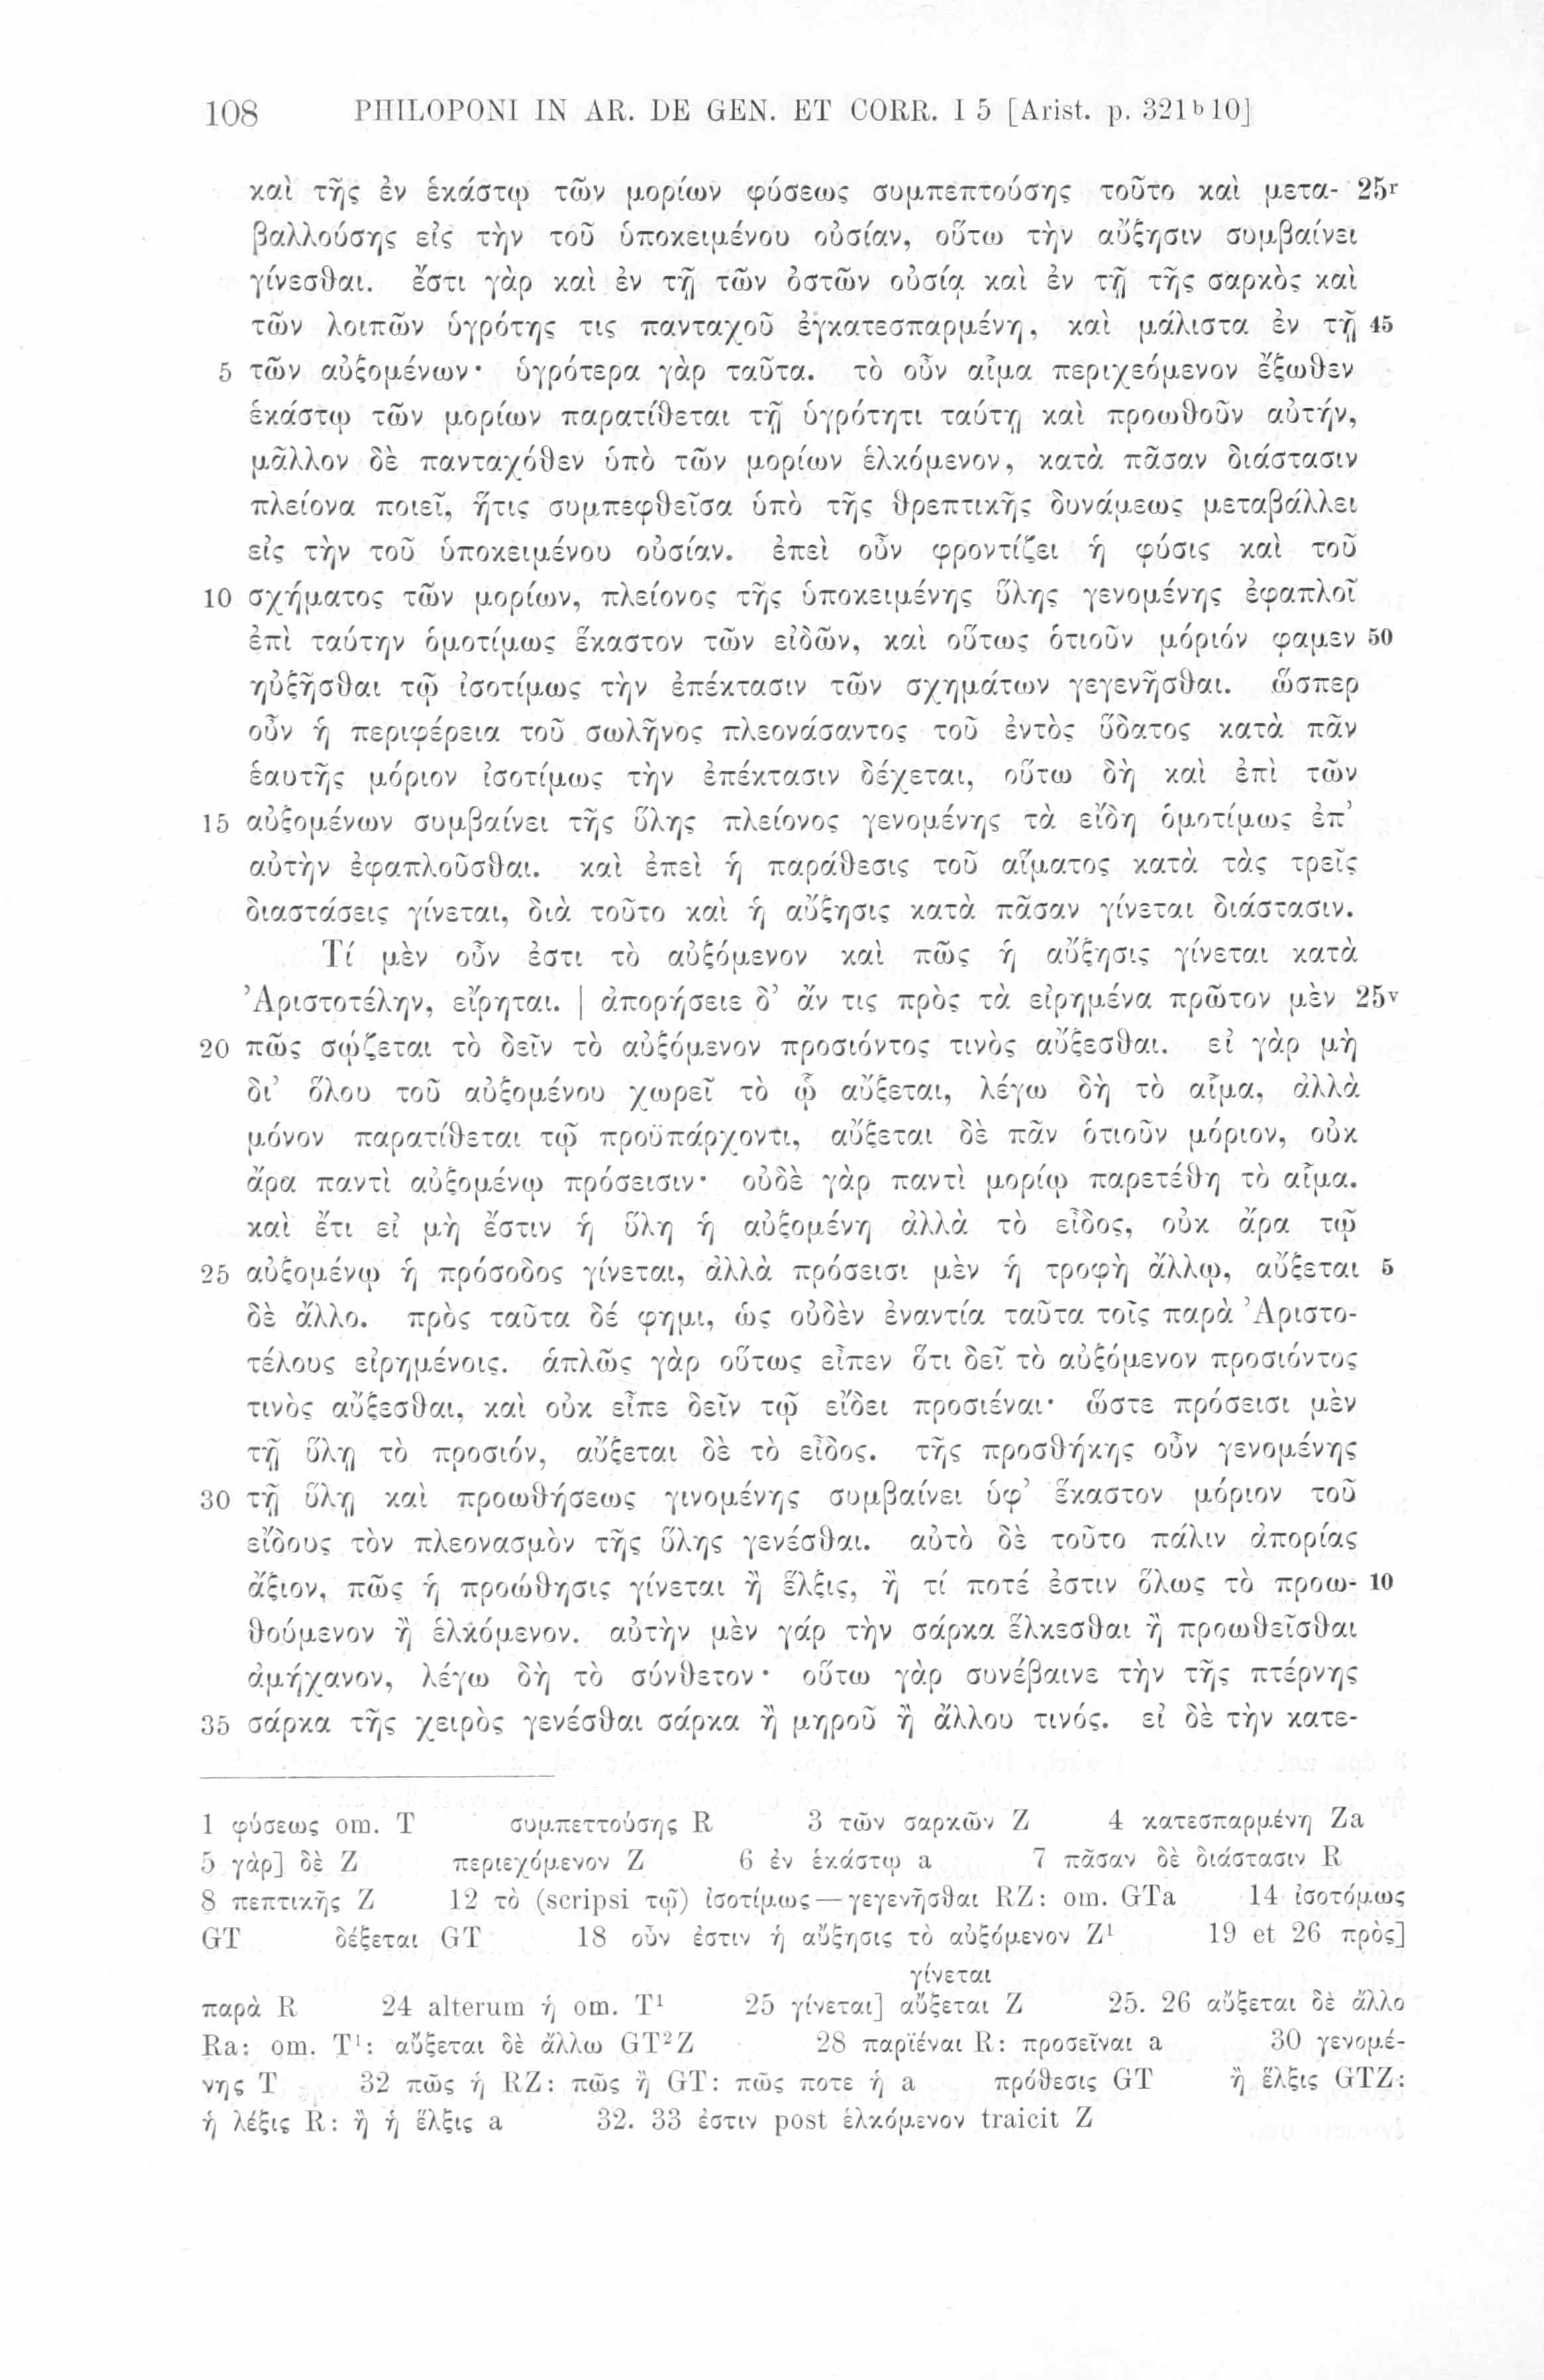 108 PHILOPONI IN AR. DE GEN. ET CORR. I 5 [Arist. p. 321ᵇ10]
καὶ τῆς ἐν ἑκάστῳ τῶν μορίων φύσεως συμπεπτούσης τοῦτο καὶ μετα- 25ʳ
βαλλούσης εἰς τὴν τοῦ ὑποκειμένου οὐσίαν, οὕτω τὴν αὔξησιν συμβαίνει
γίνεσθαι. ἔστι γὰρ καὶ ἐν τῇ τῶν ὀστῶν οὐσίᾳ καὶ ἐν τῇ τῆς σαρκὸς καὶ
τῶν λοιπῶν ὑγρότης τις πανταχοῦ ἐγκατεσπαρμένη, καὶ μάλιστα ἐν τῇ 45
5 τῶν αὐξομένων· ὑγρότερα γὰρ ταῦτα. τὸ οὖν αἷμα περιχεόμενον ἔξωθεν
ἑκάστῳ τῶν μορίων παρατίθεται τῇ ὑγρότητι ταύτῃ καὶ προωθοῦν αὐτήν,
μᾶλλον δὲ πανταχόθεν ὑπὸ τῶν μορίων ἑλκόμενον, κατὰ πᾶσαν διάστασιν
πλείονα ποιεῖ, ἥτις συμπεφθεῖσα ὑπὸ τῆς θρεπτικῆς δυνάμεως μεταβάλλει
εἰς τὴν τοῦ ὑποκειμένου οὐσίαν. ἐπεὶ οὖν φροντίζει ἡ φύσις καὶ τοῦ
10 σχήματος τῶν μορίων, πλείονος τῆς ὑποκειμένης ὕλης γενομένης ἐφαπλοῖ
ἐπὶ ταύτην ὁμοτίμως ἕκαστον τῶν εἰδῶν, καὶ οὕτως ὁτιοῦν μόριόν φαμεν 50
ηὐξῆσθαι τῷ ἰσοτίμως τὴν ἐπέκτασιν τῶν σχημάτων γεγενῆσθαι. ὥσπερ
οὖν ἡ περιφέρεια τοῦ σωλῆνος πλεονάσαντος τοῦ ἐντὸς ὕδατος κατὰ πᾶν
ἑαυτῆς μόριον ἰσοτίμως τὴν ἐπέκτασιν δέχεται, οὕτω δὴ καὶ ἐπὶ τῶν
15 αὐξομένων συμβαίνει τῆς ὕλης πλείονος γενομένης τὰ εἴδη ὁμοτίμως ἐπ’
αὐτὴν ἐφαπλοῦσθαι. καὶ ἐπεὶ ἡ παράθεσις τοῦ αἵματος κατὰ τὰς τρεῖς
διαστάσεις γίνεται, διὰ τοῦτο καὶ ἡ αὔξησις κατὰ πᾶσαν γίνεται διάστασιν.
Τί μὲν οὖν ἐστι τὸ αὐξόμενον καὶ πῶς ἡ αὔξησις γίνεται κατὰ
Ἀριστοτέλην, εἴρηται. | ἀπορήσειε δ’ ἄν τις πρὸς τὰ εἰρημένα πρῶτον μὲν 25ᵛ
20 πῶς σῴζεται τὸ δεῖν τὸ αὐξόμενον προσιόντος τινὸς αὔξεσθαι. εἰ γὰρ μὴ
δι’ ὅλου τοῦ αὐξομένου χωρεῖ τὸ ᾧ αὔξεται, λέγω δὴ τὸ αἷμα, ἀλλὰ
μόνον παρατίθεται τῷ προϋπάρχοντι, αὔξεται δὲ πᾶν ὁτιοῦν μόριον, οὐκ
ἄρα παντὶ αὐξομένῳ πρόσεισιν· οὐδὲ γὰρ παντὶ μορίῳ παρετέθη τὸ αἷμα.
καὶ ἔτι εἰ μὴ ἔστιν ἡ ὕλη ἡ αὐξομένη ἀλλὰ τὸ εἶδος, οὐκ ἄρα τῷ
25 αὐξομένῳ ἡ πρόσοδος γίνεται, ἀλλὰ πρόσεισι μὲν ἡ τροφὴ ἄλλῳ, αὔξεται 5
δὲ ἄλλο. πρὸς ταῦτα δέ φημι, ὡς οὐδὲν ἐναντία ταῦτα τοῖς παρὰ Ἀριστο-
τέλους εἰρημένοις. ἁπλῶς γὰρ οὕτως εἶπεν ὅτι δεῖ τὸ αὐξόμενον προσιόντος
τινὸς αὔξεσθαι, καὶ οὐκ εἶπε δεῖν τῷ εἴδει προσιέναι· ὥστε πρόσεισι μὲν
τῇ ὕλῃ τὸ προσιόν, αὔξεται δὲ τὸ εἶδος. τῆς προσθήκης οὖν γενομένης
30 τῇ ὕλῃ καὶ προωθήσεως γινομένης συμβαίνει ὑφ’ ἕκαστον μόριον τοῦ
εἴδους τὸν πλεονασμὸν τῆς ὕλης γενέσθαι. αὐτὸ δὲ τοῦτο πάλιν ἀπορίας
ἄξιον, πῶς ἡ προώθησις γίνεται ἢ ἕλξις, ἢ τί ποτέ ἐστιν ὅλως τὸ προω- 10
θούμενον ἢ ἑλκόμενον. αὐτὴν μὲν γάρ τὴν σάρκα ἕλκεσθαι ἢ προωθεῖσθαι
ἀμήχανον, λέγω δὴ τὸ σύνθετον· οὕτω γὰρ συνέβαινε τὴν τῆς πτέρνης
35 σάρκα τῆς χειρὸς γενέσθαι σάρκα ἢ μηροῦ ἢ ἄλλου τινός. εἰ δὲ τὴν κατε-
1 φύσεως om. T συμπεττούσης R 3 τῶν σαρκῶν Z 4 κατεσπαρμένη Za
5 γὰρ] δὲ Z περιεχόμενον Z 6 ἐν ἑκάστῳ a 7 πᾶσαν δὲ διάστασιν R
8 πεπτικῆς Z 12 τὸ (scripsi τῷ) ἰσοτίμως — γεγενῆσθαι RZ: om. GTa 14 ἰσοτόμως
GT δέξεται GT 18 οὖν ἐστιν ἡ αὔξησις τὸ αὐξόμενον Z¹ 19 et 26 πρὸς]
γίνεται
παρὰ R 24 alterum ἡ om. T¹ 25 γίνεται] αὔξεται Z 25. 26 αὔξεται δὲ ἄλλο
Ra: om. T¹: αὔξεται δὲ ἄλλω GT²Z 28 παρϊέναι R: προσεῖναι a 30 γενομέ-
νης T 32 πῶς ἡ RZ: πῶς ἢ GT: πῶς ποτε ἡ a πρόθεσις GT ἢ ἕλξις GTZ:
ἡ λέξις R: ἢ ἡ ἕλξις a 32. 33 ἐστιν post ἑλκόμενον traicit Z